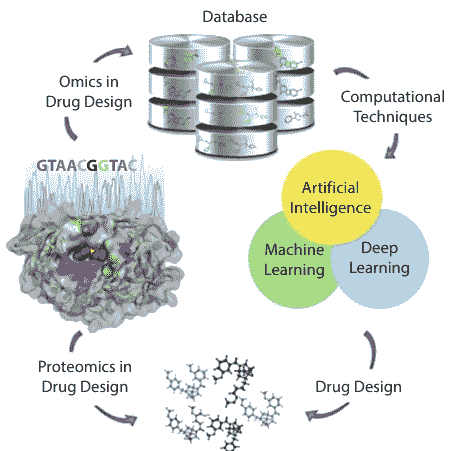 Database
Omics in
Drug Design
Computational
Techniques
GTAACGGTAC
Artificial
Intelligence
Machine
Learning
Deep
Learning
Proteomics in
Drug Design
Drug Design